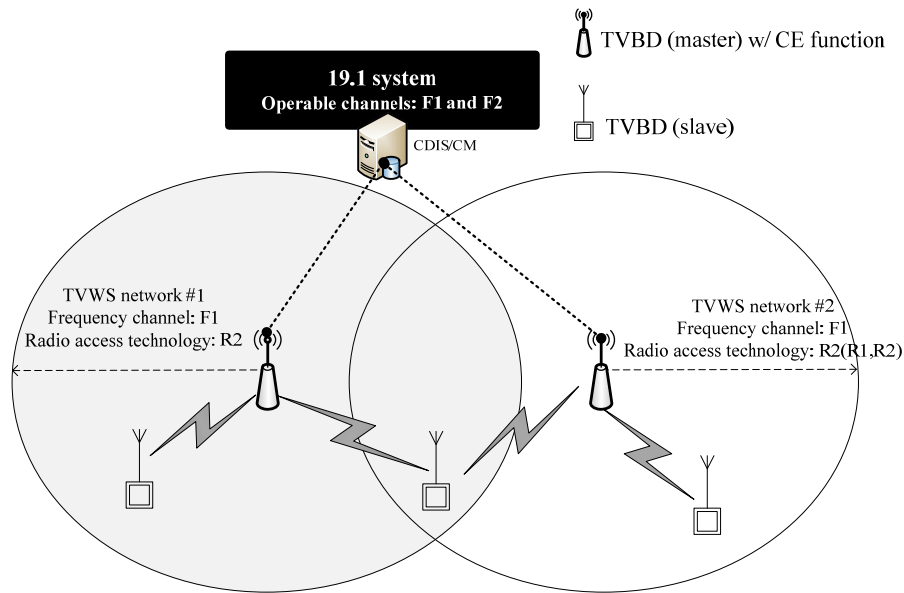 TVBD (master) w/ CE function
19.1 system
Operable channels: F1 and F2
CDIS/CM
TVBD (slave)
TVWS network #1
Frequency channel: F1
Radio access technology: R2
TVWS network #2
Frequency channel: F1
Radio access technology: R2(R1,R2)